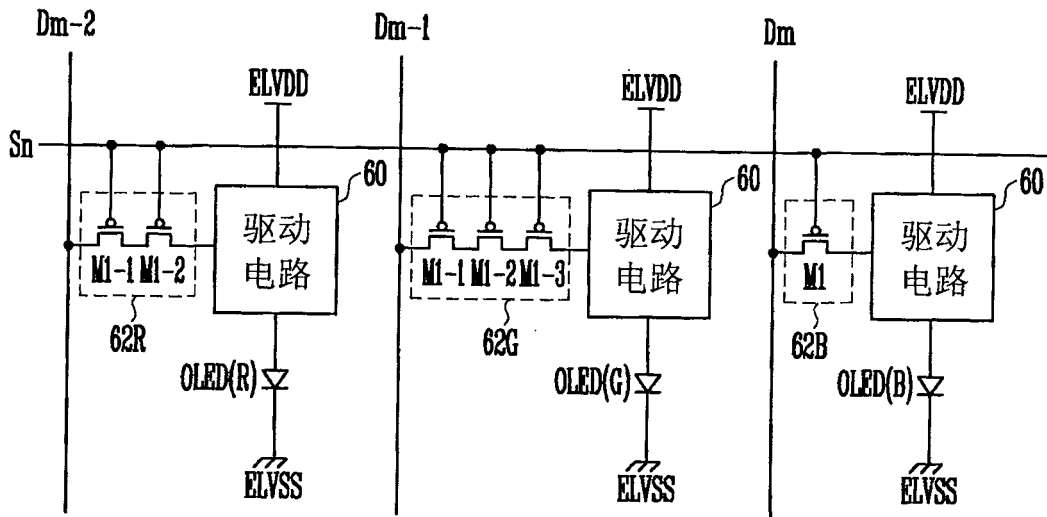 Dm-2
Dm-1
Dm
ELVDD
ELVDD
ELVDD
Sn
60
60
60
驱动
电路
驱动
电路
驱动
电路
M1-1 M1-2
M1-1 M1-2 M1-3
M1
62R
62G
62B
OLED(R)
OLED(G)
OLED(B)
ELVSS
ELVSS
ELVSS